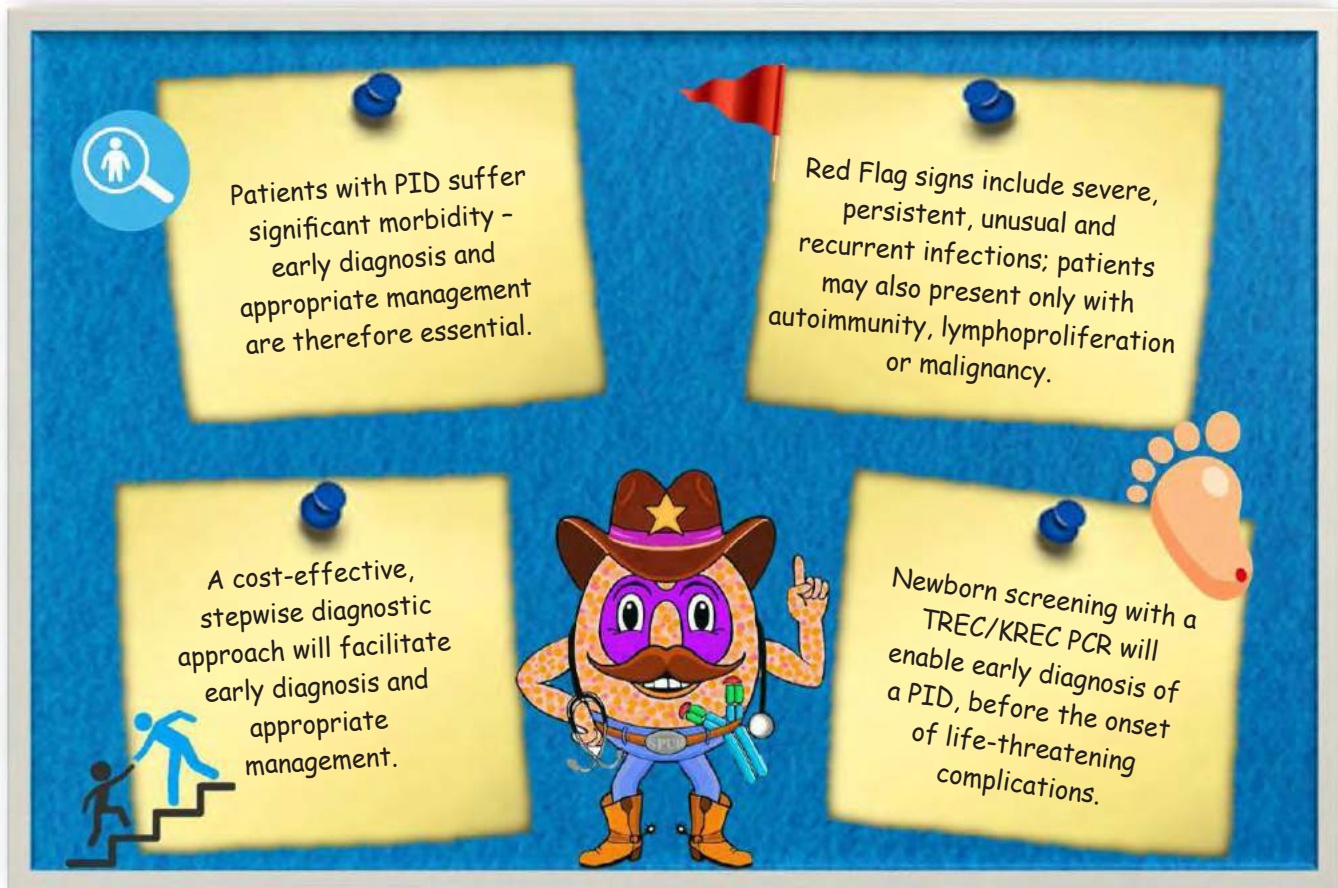 Patients with PID suffer
significant morbidity –
early diagnosis and
appropriate management
are therefore essential.
Red Flag signs include severe,
persistent, unusual and
recurrent infections; patients
may also present only with
autoimmunity, lymphoproliferation
or malignancy.
A cost-effective,
stepwise diagnostic
approach will facilitate
early diagnosis and
appropriate
management.
SPUR
Newborn screening with a
TREC/KREC PCR will
enable early diagnosis of
a PID, before the onset
of life-threatening
complications.